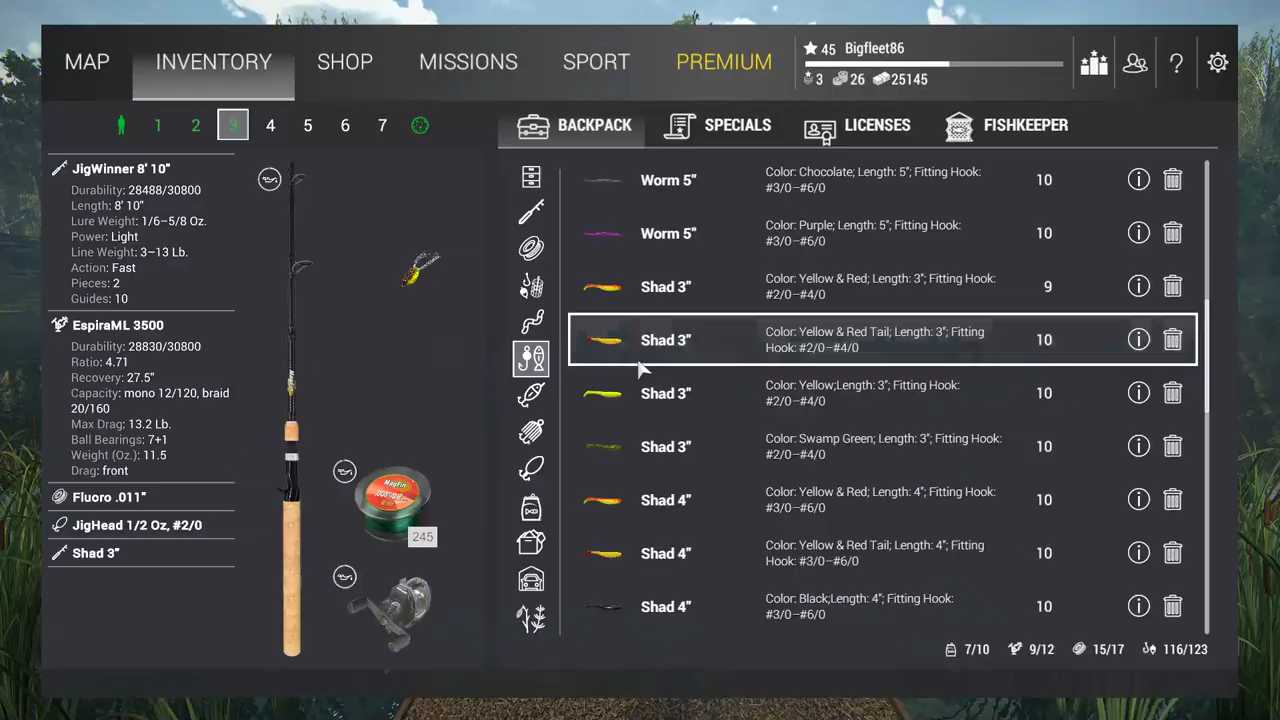 MAP INVENTORY SHOP MISSIONS SPORT PREMIUM
45 Bigfleet86
3 26 25145
1 2 3 4 5 6 7
BACKPACK SPECIALS LICENSES FISHKEEPER
JigWinner 8' 10"
Durability: 28488/30800
Length: 8' 10"
Lure Weight: 1/6–5/8 Oz.
Power: Light
Line Weight: 3–13 Lb.
Action: Fast
Pieces: 2
Guides: 10
EspiraML 3500
Durability: 28830/30800
Ratio: 4.71
Recovery: 27.5"
Capacity: mono 12/120, braid
20/160
Max Drag: 13.2 Lb.
Ball Bearings: 7+1
Weight (Oz.): 11.5
Drag: front
Fluoro .011"
JigHead 1/2 Oz, #2/0
Shad 3"
MagFin
245
Worm 5" Color: Chocolate; Length: 5"; Fitting Hook: 10
#3/0–#6/0
Worm 5" Color: Purple; Length: 5"; Fitting Hook: 10
#3/0–#6/0
Shad 3" Color: Yellow & Red; Length: 3"; Fitting Hook: 9
#2/0–#4/0
Shad 3" Color: Yellow & Red Tail; Length: 3"; Fitting 10
Hook: #2/0–#4/0
Shad 3" Color: Yellow;Length: 3"; Fitting Hook: 10
#2/0–#4/0
Shad 3" Color: Swamp Green; Length: 3"; Fitting Hook: 10
#2/0–#4/0
Shad 4" Color: Yellow & Red; Length: 4"; Fitting Hook: 10
#3/0–#6/0
Shad 4" Color: Yellow & Red Tail; Length: 4"; Fitting 10
Hook: #3/0–#6/0
Shad 4" Color: Black;Length: 4"; Fitting Hook: 10
#3/0–#6/0
7/10 9/12 15/17 116/123